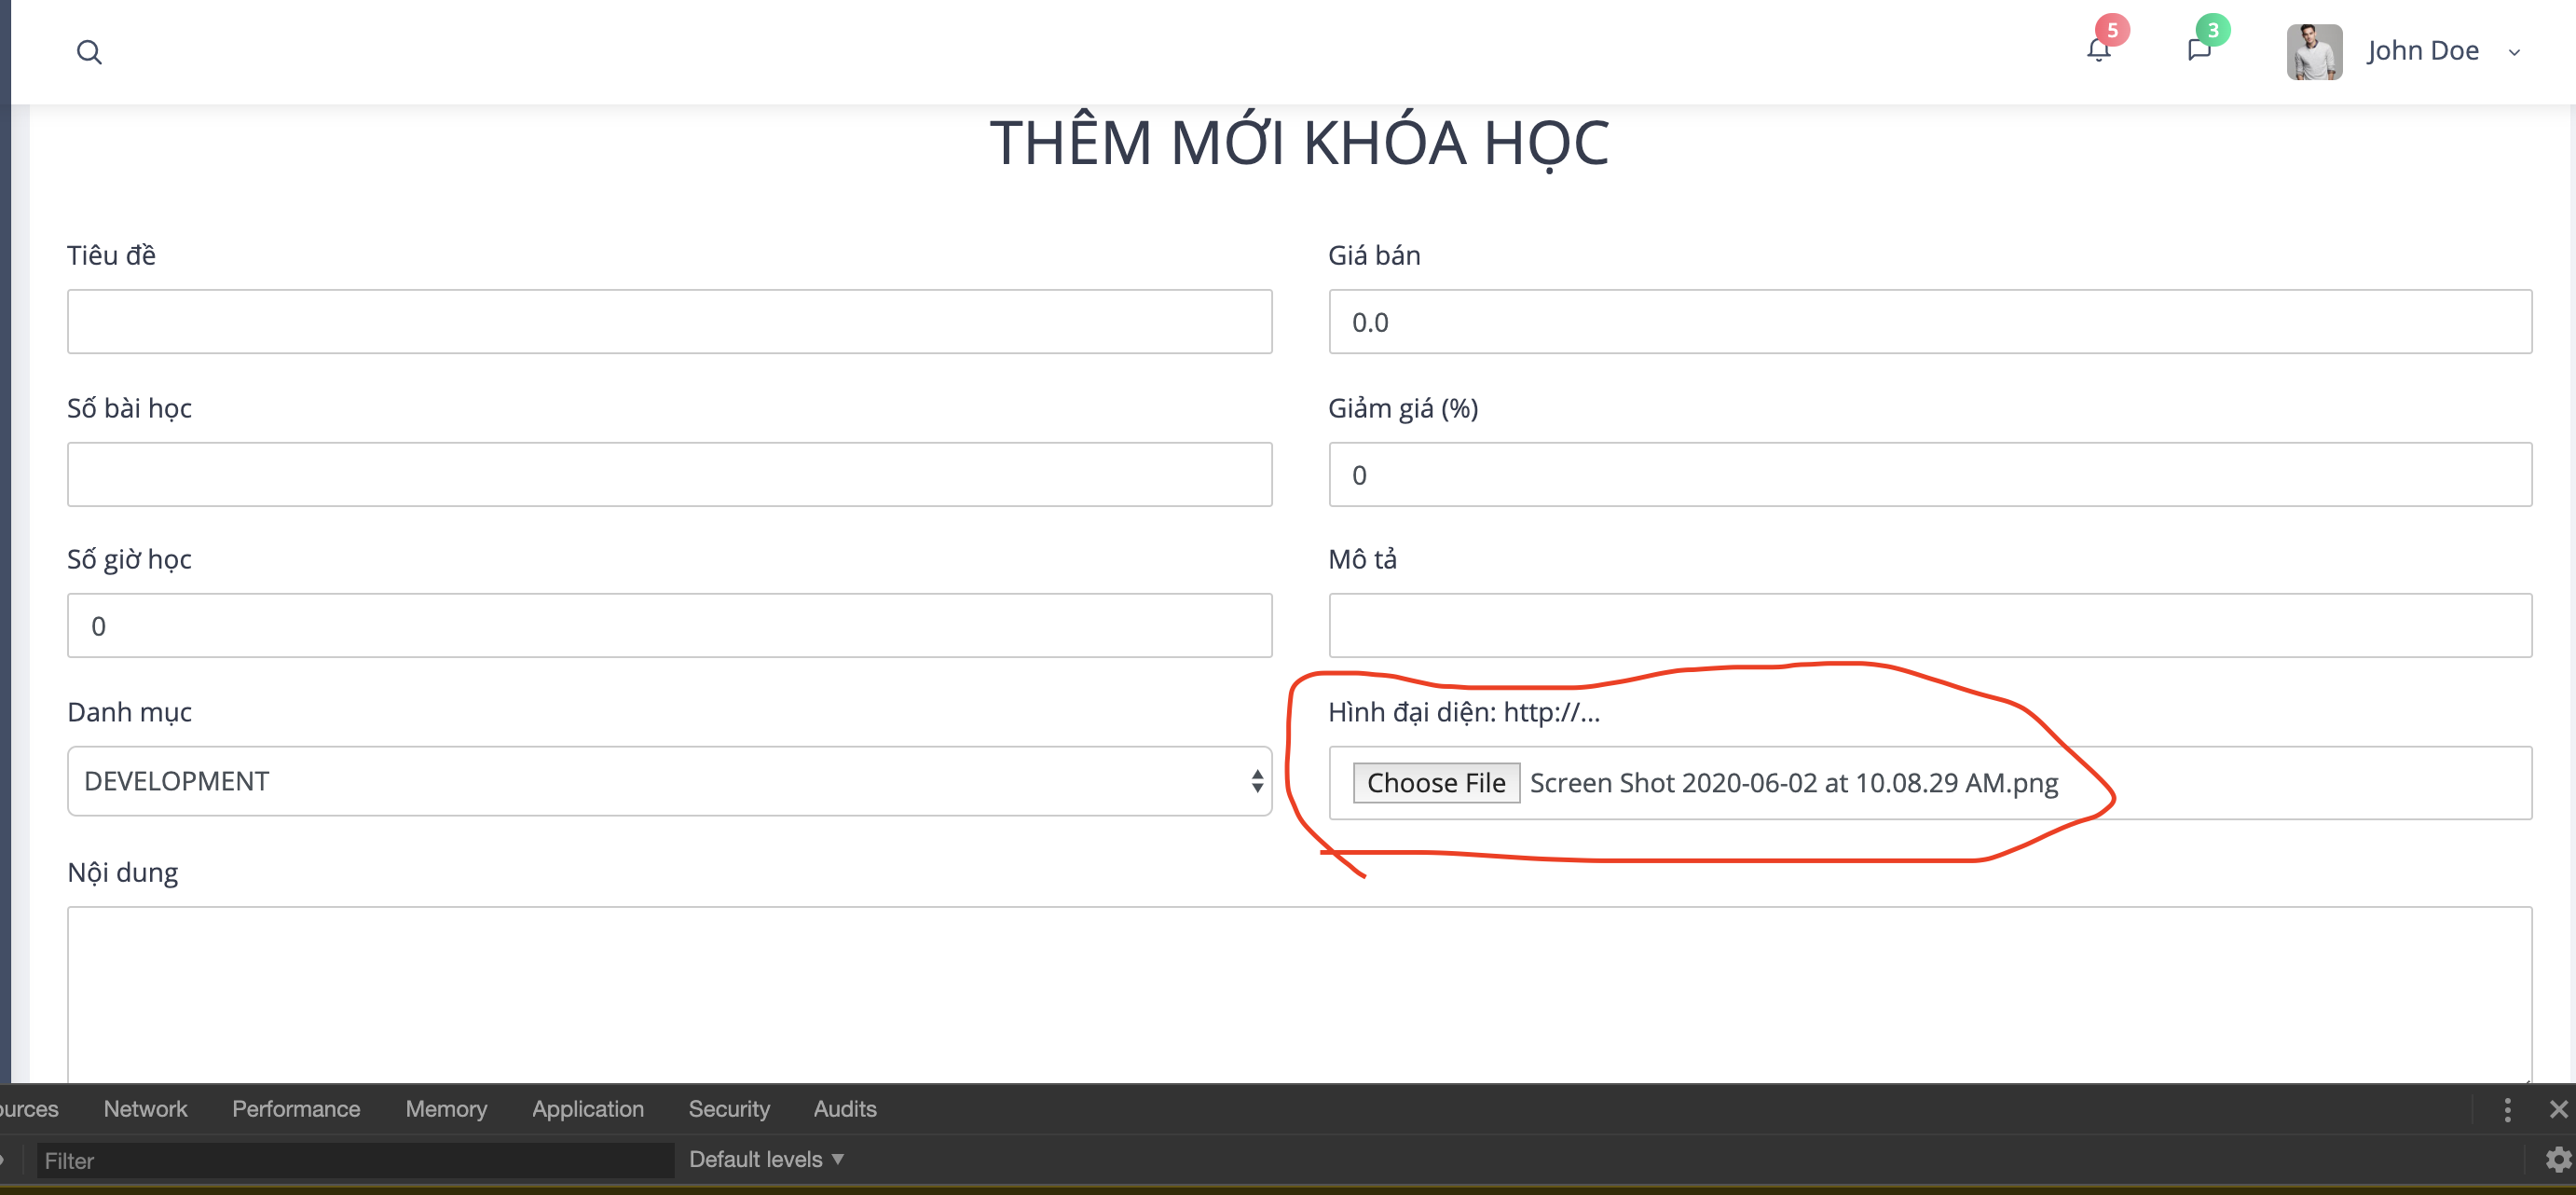 5
3
John Doe
THÊM MỚI KHÓA HỌC
Tiêu đề
Giá bán
0.0
Số bài học
Giảm giá (%)
0
Số giờ học
Mô tả
0
Danh mục
Hình đại diện: http://...
DEVELOPMENT
Choose File Screen Shot 2020-06-02 at 10.08.29 AM.png
Nội dung
ources Network Performance Memory Application Security Audits
Filter
Default levels ▼